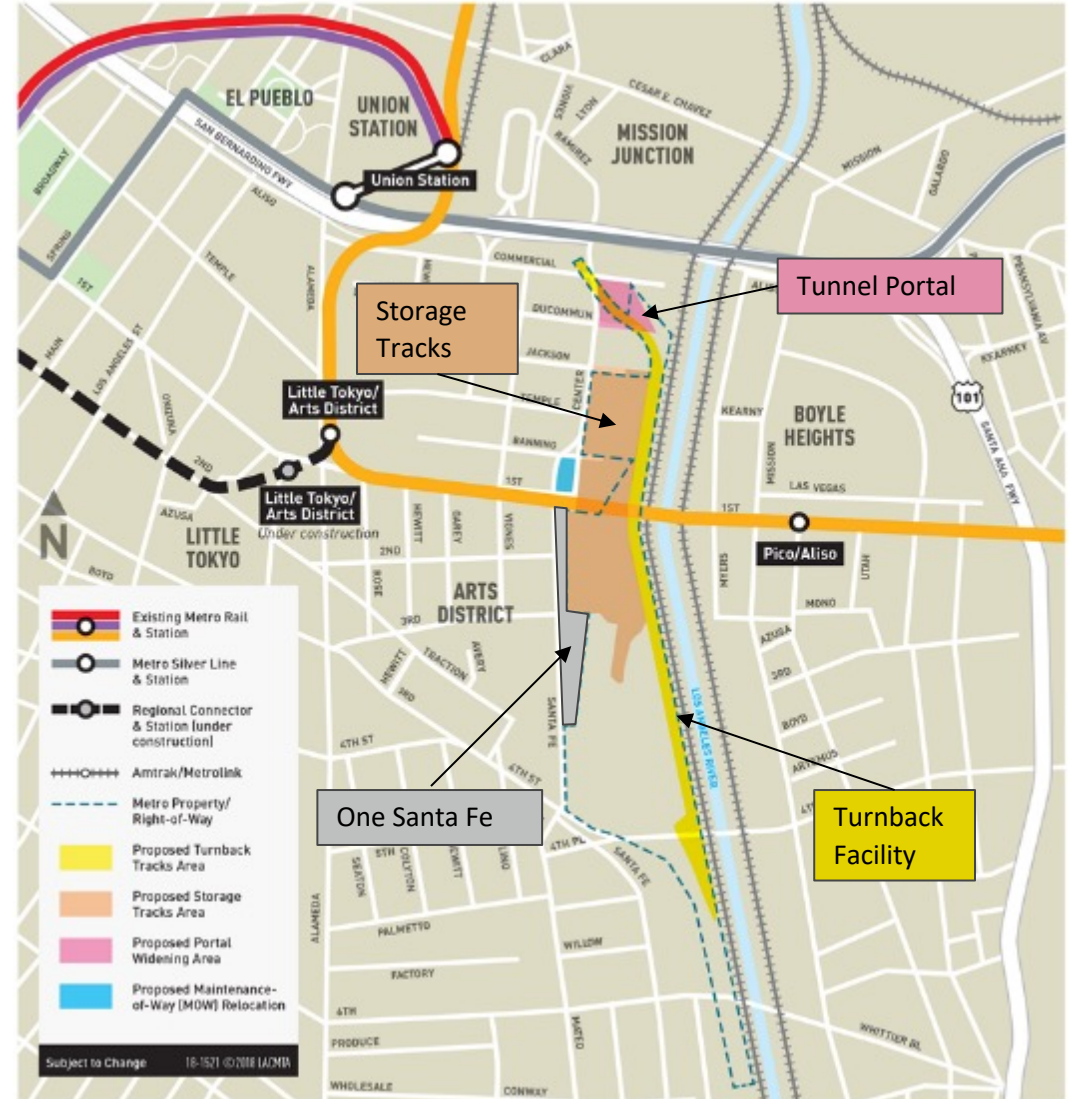 CLARA
EL PUEBLO
UNION
STATION
VIGNES
LYON
CESAR E. CHAVEZ
RAMIREZ
MISSION
JUNCTION
MISSION
GALARDO
SAN BERNARDINO FWY
BROADWAY
Union Station
ALISO
SPRING
1ST
TEMPLE
ALAMEDA
COMMERCIAL
PENNSYLVANIA AV
Tunnel Portal
Storage
Tracks
DUCOMMUN
MAIN
LOS ANGELES ST
JACKSON
KEARNEY
101
CENTER
TEMPLE
KEARNY
BOYLE
HEIGHTS
SANTA ANA FWY
Little Tokyo/
Arts District
BANNING
MISSION
2ND
1ST
LAS VEGAS
1ST
Little Tokyo/
Arts District
Under construction
AZUSA
N
LITTLE
TOKYO
HEWITT
GAREY
VIGNES
Pico/Aliso
2ND
BOYD
ROSE
ARTS
DISTRICT
MYERS
UTAH
MONO
3RD
AZUSA
HEWITT
TRACTION
AVERY
3RD
3RD
SANTA FE
LOS ANGELES RIVER
BOYD
4TH ST
4TH ST
ARTEMUS
One Santa Fe
Turnback
Facility
4TH PL
SANTA FE
5TH
SEATON
COLYTON
ALAMEDA
PALMETTO
WILLOW
FACTORY
6TH
MATEO
WHITTIER BL
PRODUCE
WHOLESALE
CONWAY
Existing Metro Rail
& Station
Metro Silver Line
& Station
Regional Connector
& Station (under
construction)
Amtrak/Metrolink
Metro Property/
Right-of-Way
Proposed Turnback
Tracks Area
Proposed Storage
Tracks Area
Proposed Portal
Widening Area
Proposed Maintenance-
of-Way (MOW) Relocation
Subject to Change
18-1521 ©2018 LACMTA